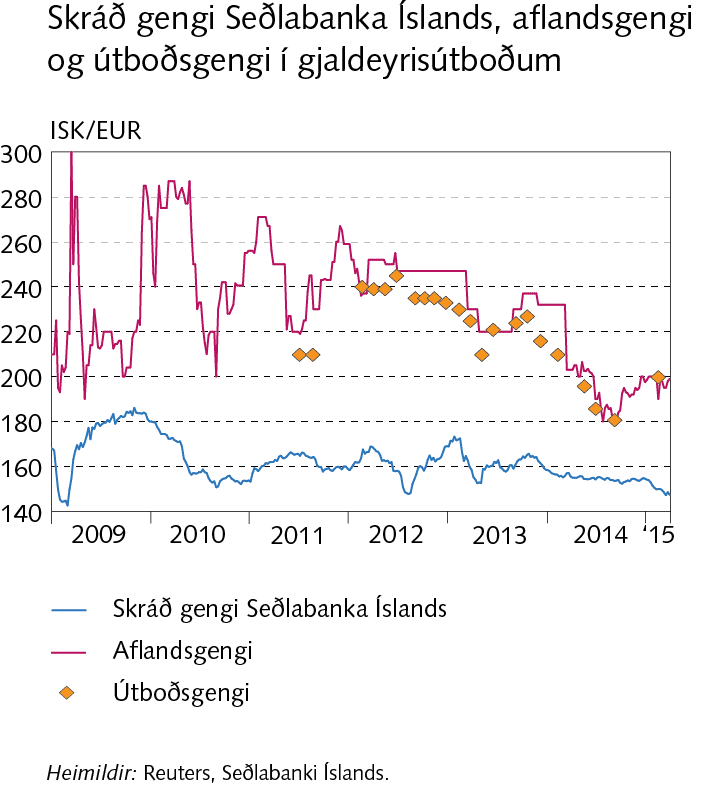 Skráð gengi Seðlabanka Íslands, aflandsgengi
og útboðsgengi í gjaldeyrisútboðum
ISK/EUR
300
280
260
240
220
200
180
160
140
2009 2010 2011 2012 2013 2014 '15
Skráð gengi Seðlabanka Íslands
Aflandsgengi
Útboðsgengi
Heimildir: Reuters, Seðlabanki Íslands.